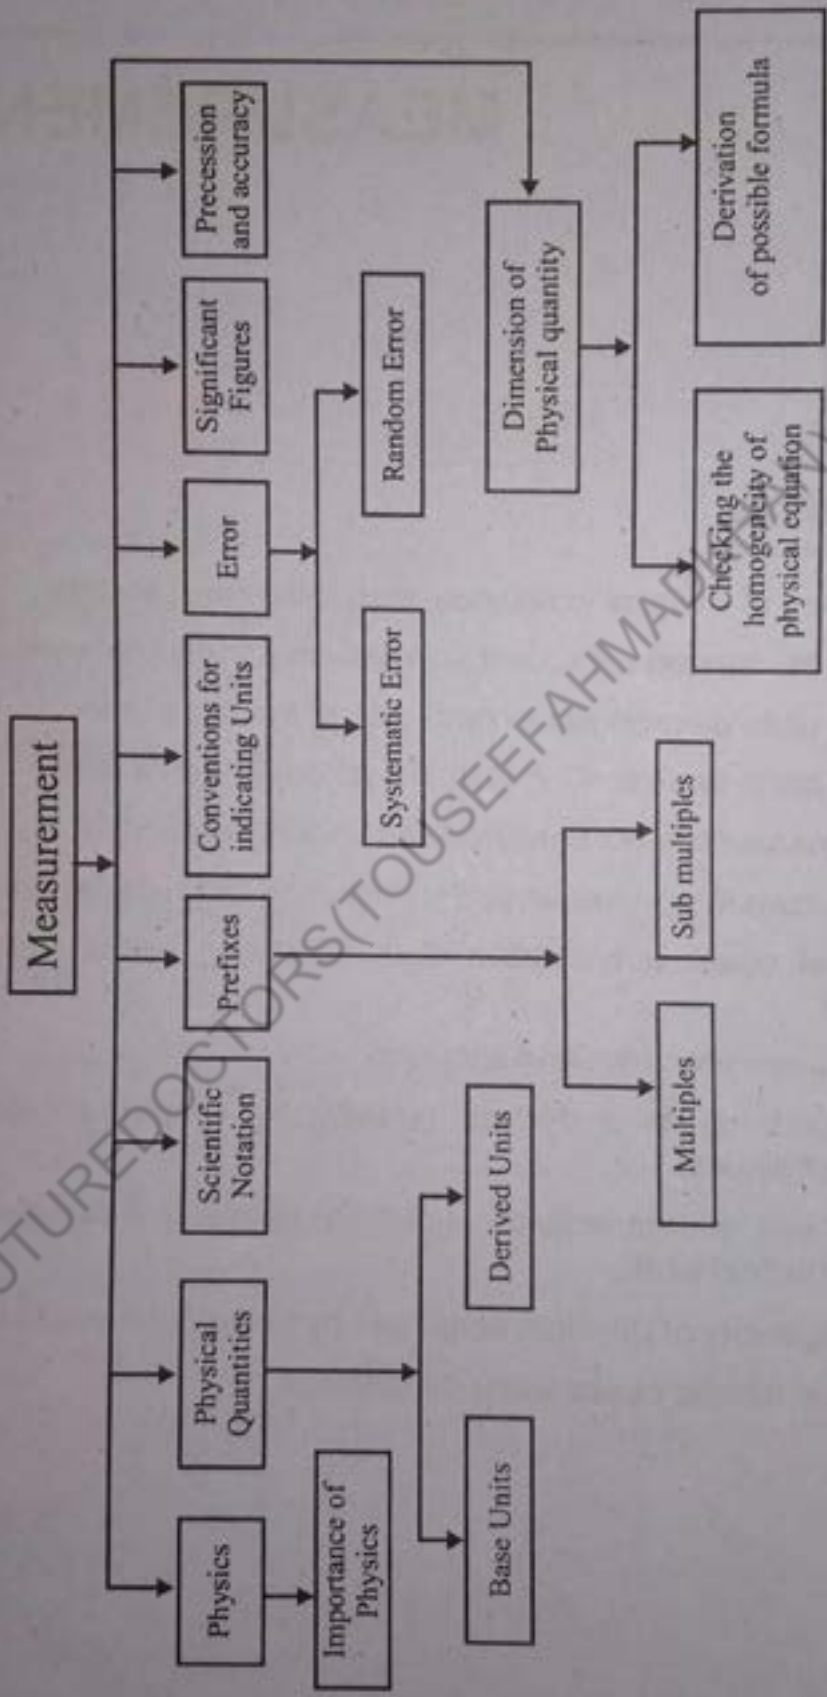 Measurement
Physics
Physical
Quantities
Scientific
Notation
Prefixes
Conventions for
indicating Units
Error
Significant
Figures
Precession
and accuracy
Importance of
Physics
Systematic Error
Random Error
Base Units
Derived Units
Dimension of
Physical quantity
Multiples
Sub multiples
Checking the
homogeneity of
physical equation
Derivation
of possible formula